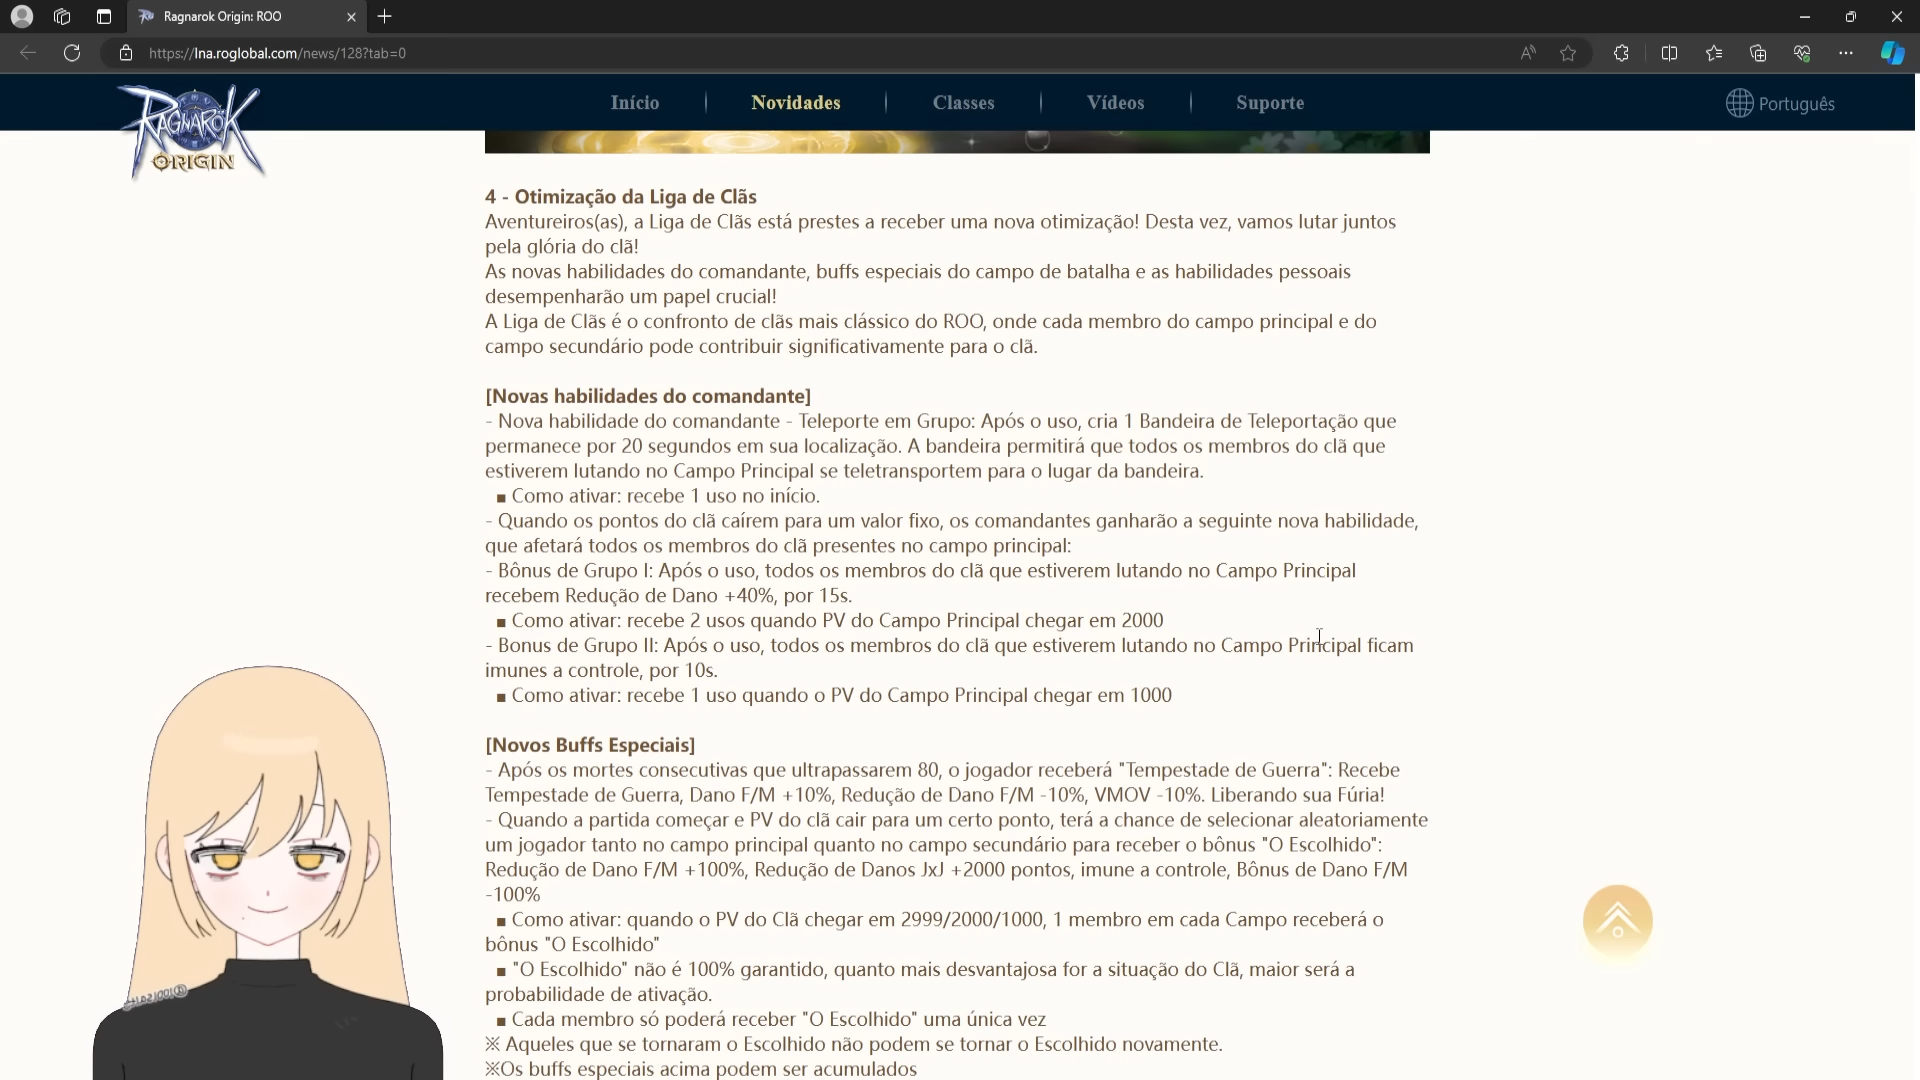 Ragnarok Origin: ROO
https://lna.roglobal.com/news/128?tab=0
RAGNAROK
ORIGIN
Início
Novidades
Classes
Vídeos
Suporte
Português
4 - Otimização da Liga de Clãs
Aventureiros(as), a Liga de Clãs está prestes a receber uma nova otimização! Desta vez, vamos lutar juntos
pela glória do clã!
As novas habilidades do comandante, buffs especiais do campo de batalha e as habilidades pessoais
desempenharão um papel crucial!
A Liga de Clãs é o confronto de clãs mais clássico do ROO, onde cada membro do campo principal e do
campo secundário pode contribuir significativamente para o clã.
[Novas habilidades do comandante]
- Nova habilidade do comandante - Teleporte em Grupo: Após o uso, cria 1 Bandeira de Teleportação que
permanece por 20 segundos em sua localização. A bandeira permitirá que todos os membros do clã que
estiverem lutando no Campo Principal se teletransportem para o lugar da bandeira.
■ Como ativar: recebe 1 uso no início.
- Quando os pontos do clã caírem para um valor fixo, os comandantes ganharão a seguinte nova habilidade,
que afetará todos os membros do clã presentes no campo principal:
- Bônus de Grupo I: Após o uso, todos os membros do clã que estiverem lutando no Campo Principal
recebem Redução de Dano +40%, por 15s.
■ Como ativar: recebe 2 usos quando PV do Campo Principal chegar em 2000
- Bonus de Grupo II: Após o uso, todos os membros do clã que estiverem lutando no Campo Principal ficam
imunes a controle, por 10s.
■ Como ativar: recebe 1 uso quando o PV do Campo Principal chegar em 1000
[Novos Buffs Especiais]
- Após os mortes consecutivas que ultrapassarem 80, o jogador receberá "Tempestade de Guerra": Recebe
Tempestade de Guerra, Dano F/M +10%, Redução de Dano F/M -10%, VMOV -10%. Liberando sua Fúria!
- Quando a partida começar e PV do clã cair para um certo ponto, terá a chance de selecionar aleatoriamente
um jogador tanto no campo principal quanto no campo secundário para receber o bônus "O Escolhido":
Redução de Dano F/M +100%, Redução de Danos JxJ +2000 pontos, imune a controle, Bônus de Dano F/M
-100%
■ Como ativar: quando o PV do Clã chegar em 2999/2000/1000, 1 membro em cada Campo receberá o
bônus "O Escolhido"
■ "O Escolhido" não é 100% garantido, quanto mais desvantajosa for a situação do Clã, maior será a
probabilidade de ativação.
■ Cada membro só poderá receber "O Escolhido" uma única vez
※ Aqueles que se tornaram o Escolhido não podem se tornar o Escolhido novamente.
※Os buffs especiais acima podem ser acumulados